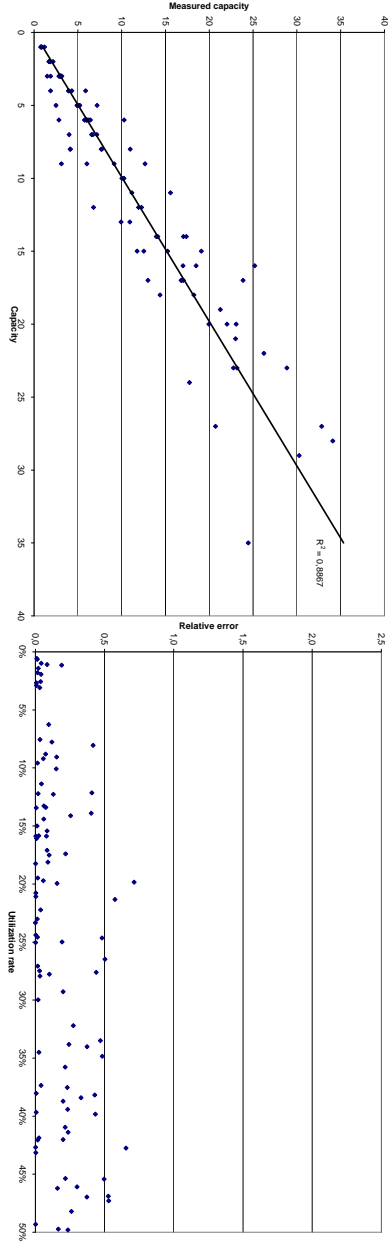 Measured capacity
0 5 10 15 20 25 30 35
0 5 10 15 20 25 30 35 40
Capacity
R² = 0,8867
Relative error
0,0 0,5 1,0 1,5 2,0 2,5
0% 5% 10% 15% 20% 25% 30% 35% 40% 45% 50%
Utilization rate